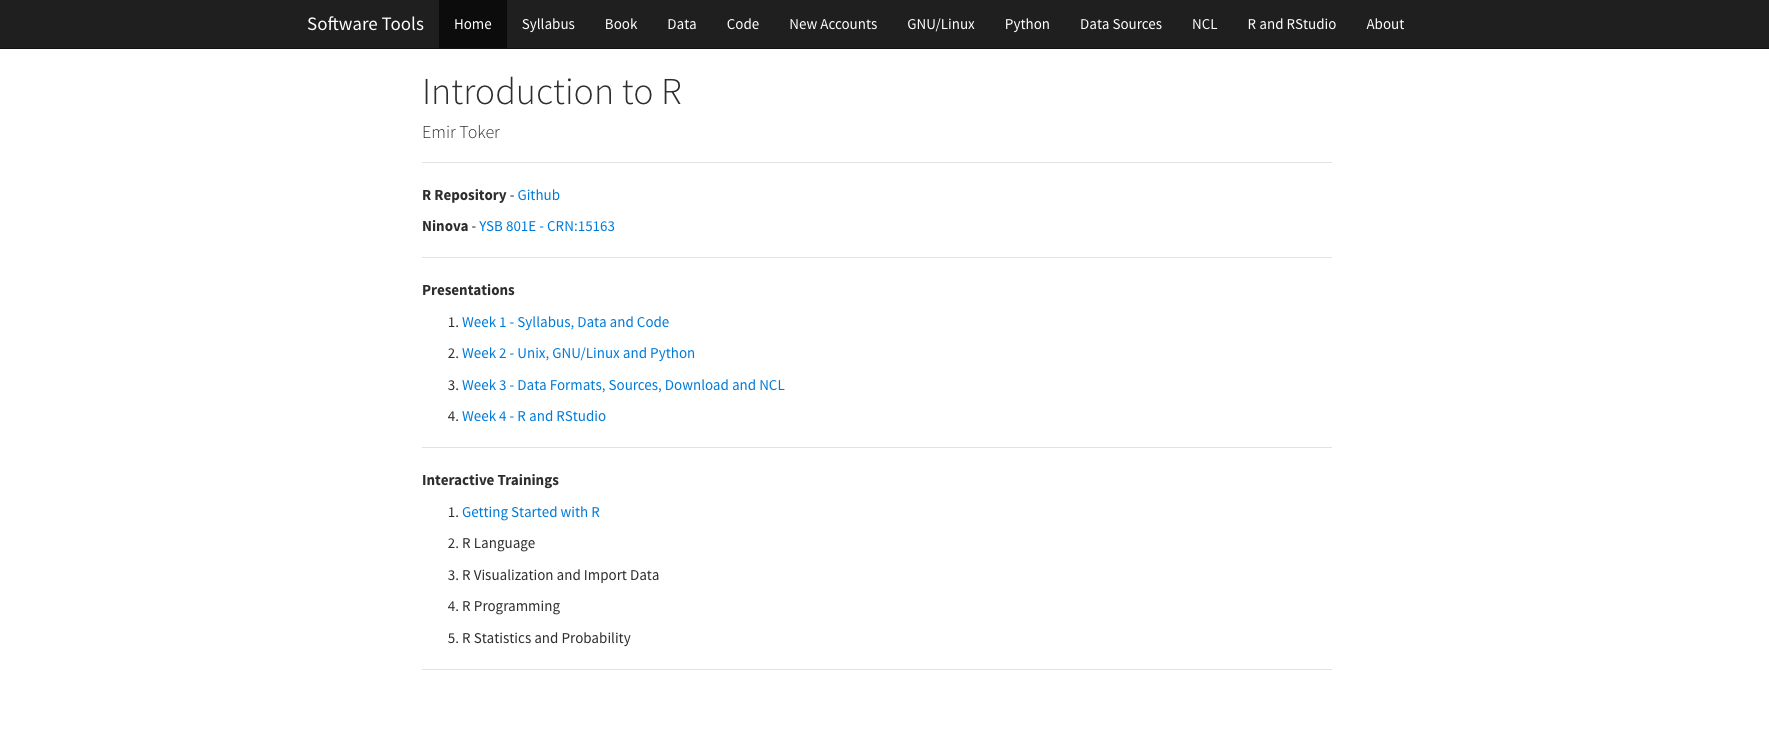 Software Tools Home Syllabus Book Data Code New Accounts GNU/Linux Python Data Sources NCL R and RStudio About
Introduction to R
Emir Toker
R Repository - Github
Ninova - YSB 801E - CRN:15163
Presentations
1. Week 1 - Syllabus, Data and Code
2. Week 2 - Unix, GNU/Linux and Python
3. Week 3 - Data Formats, Sources, Download and NCL
4. Week 4 - R and RStudio
Interactive Trainings
1. Getting Started with R
2. R Language
3. R Visualization and Import Data
4. R Programming
5. R Statistics and Probability